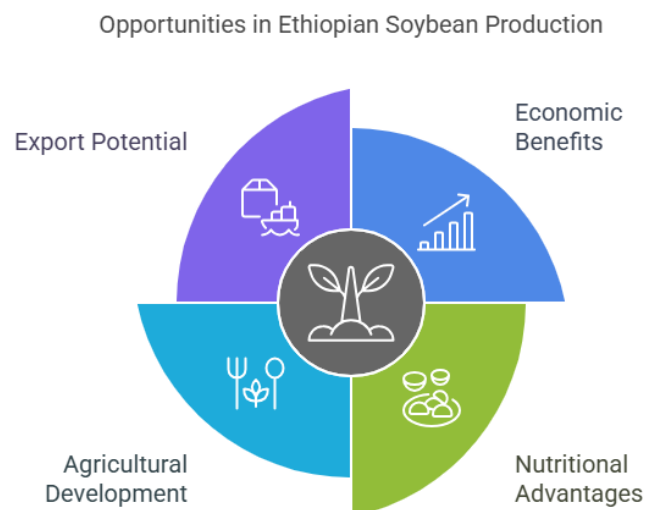 Opportunities in Ethiopian Soybean Production
Export Potential
Economic
Benefits
Agricultural
Development
Nutritional
Advantages